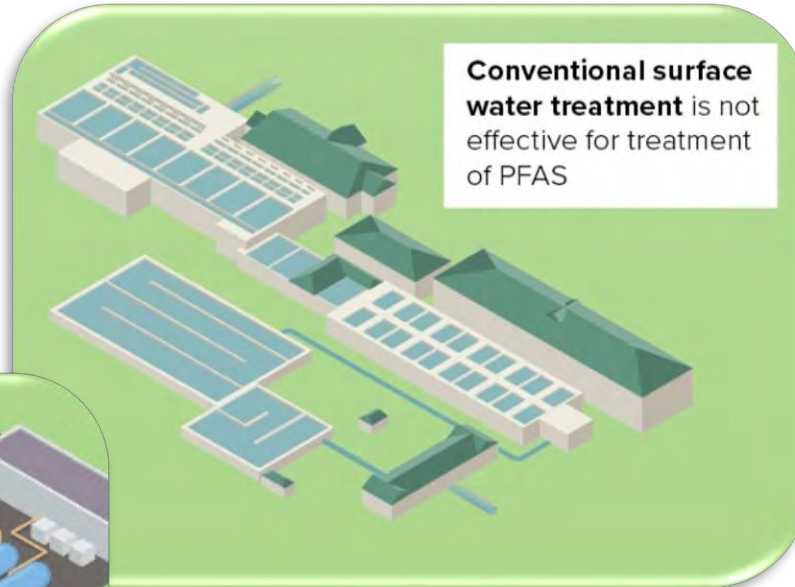 Conventional surface
water treatment is not
effective for treatment
of PFAS